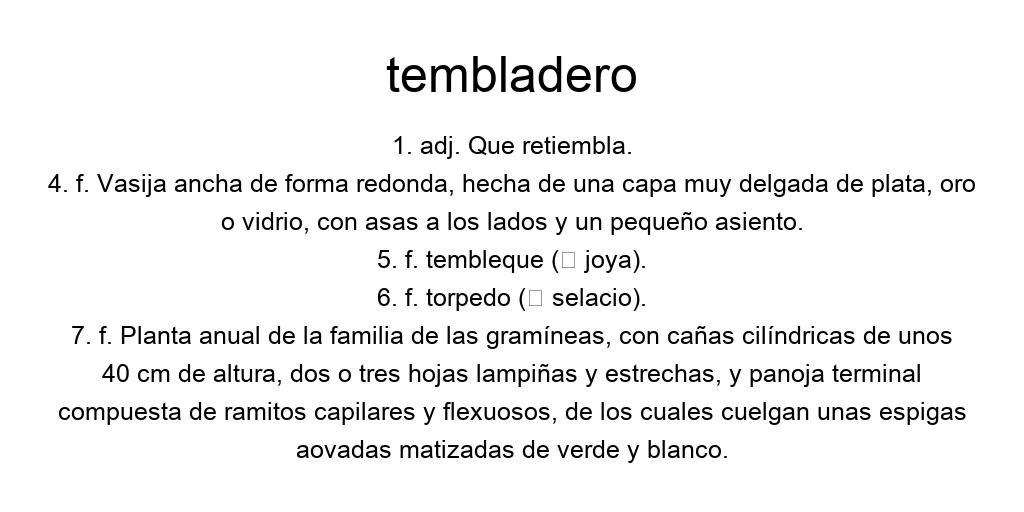 tembladero
1. adj. Que retiembla.
4. f. Vasija ancha de forma redonda, hecha de una capa muy delgada de plata, oro
o vidrio, con asas a los lados y un pequeño asiento.
5. f. tembleque (□ joya).
6. f. torpedo (□ selacio).
7. f. Planta anual de la familia de las gramíneas, con cañas cilíndricas de unos
40 cm de altura, dos o tres hojas lampiñas y estrechas, y panoja terminal
compuesta de ramitos capilares y flexuosos, de los cuales cuelgan unas espigas
aovadas matizadas de verde y blanco.